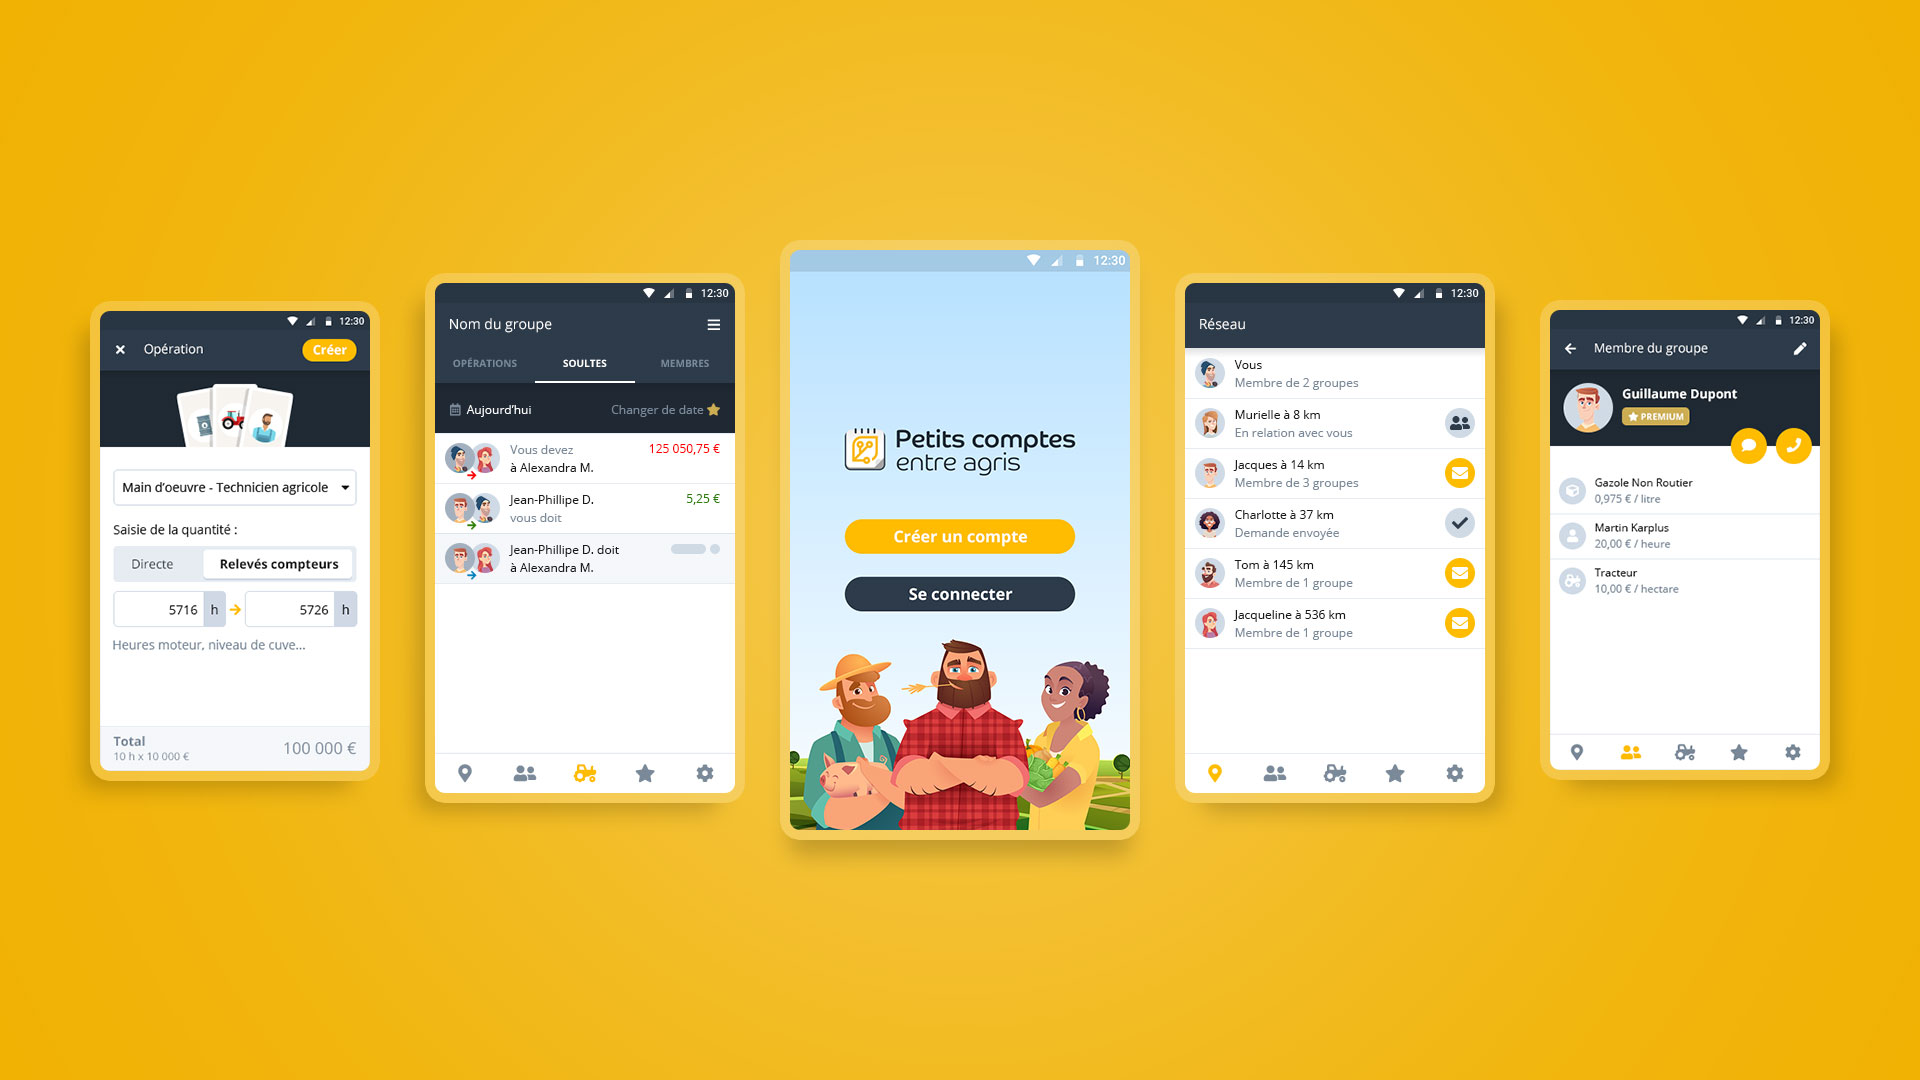 12:30
Opération
Créer
Main d’oeuvre - Technicien agricole
Saisie de la quantité :
Directe
Relevés compteurs
5716 h
5726 h
Heures moteur, niveau de cuve...
Total
10 h x 10 000 €
100 000 €
12:30
Nom du groupe
OPÉRATIONS
SOULTES
MEMBRES
Aujourd’hui
Changer de date
Vous devez
à Alexandra M.
125 050,75 €
Jean-Phillipe D.
vous doit
5,25 €
Jean-Phillipe D. doit
à Alexandra M.
12:30
Petits comptes
entre agris
Créer un compte
Se connecter
12:30
Réseau
Vous
Membre de 2 groupes
Murielle à 8 km
En relation avec vous
Jacques à 14 km
Membre de 3 groupes
Charlotte à 37 km
Demande envoyée
Tom à 145 km
Membre de 1 groupe
Jacqueline à 536 km
Membre de 1 groupe
12:30
Membre du groupe
Guillaume Dupont
PREMIUM
Gazole Non Routier
0,975 € / litre
Martin Karplus
20,00 € / heure
Tracteur
10,00 € / hectare